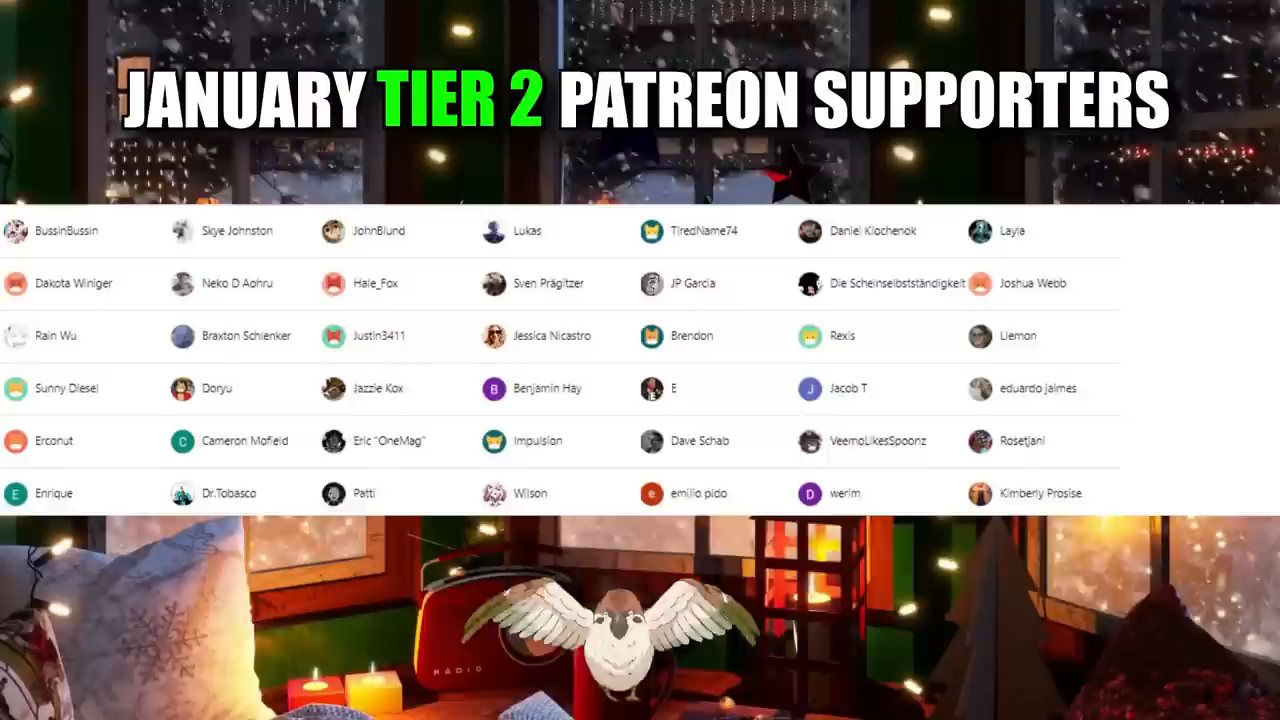 JANUARY TIER 2 PATREON SUPPORTERS
BussinBussin Skye Johnston JohnBlund Lukas TiredName74 Daniel Klochenok Layla
Dakota Winiger Neko D Aohru Hale_Fox Sven Prägitzer JP Garcia Die Scheinselbstständigkeit Joshua Webb
Rain Wu Braxton Schlenker Justin3411 Jessica Nicastro Brendon Rexis Llemon
Sunny Diesel Doryu Jazzie Kox B Benjamin Hay E J Jacob T eduardo jaimes
Erconut C Cameron Mofield Eric "OneMag" Impulsion Dave Schab VeemoLikesSpoonz Rosetjani
E Enrique Dr.Tobasco Patti Wilson e emilio pido D werim Kimberly Prosise
RADIO